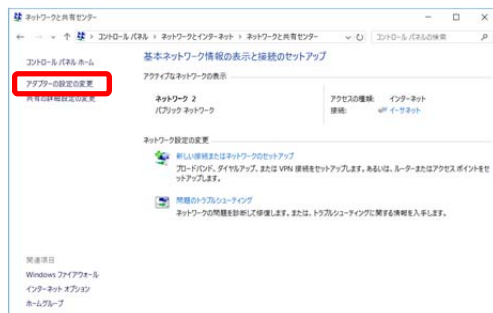 ネットワークと共有センター
コントロール パネル › ネットワークとインターネット › ネットワークと共有センター
コントロール パネルの検索
コントロール パネル ホーム
アダプターの設定の変更
共有の詳細設定の変更
基本ネットワーク情報の表示と接続のセットアップ
アクティブなネットワークの表示
ネットワーク 2
パブリック ネットワーク
アクセスの種類: インターネット
接続: イーサネット
ネットワーク設定の変更
新しい接続またはネットワークのセットアップ
ブロードバンド、ダイヤルアップ、または VPN 接続をセットアップします。あるいは、ルーターまたはアクセス ポイントをセ
ットアップします。
問題のトラブルシューティング
ネットワークの問題を診断して修復します。または、トラブルシューティングに関する情報を入手します。
関連項目
Windows ファイアウォール
インターネット オプション
ホームグループ